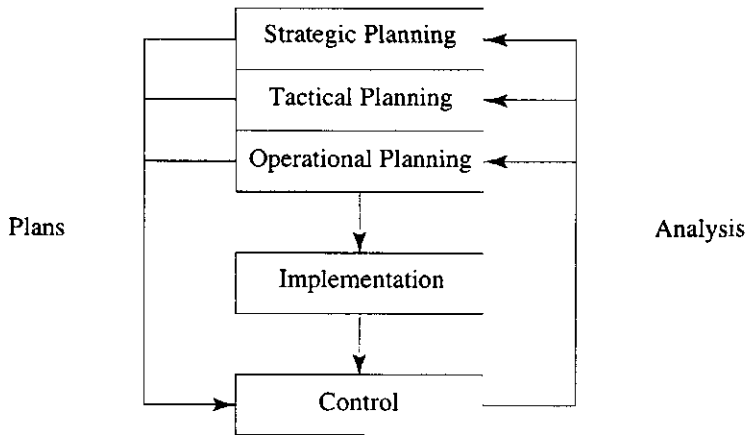 Strategic Planning
Tactical Planning
Operational Planning
Plans
Analysis
Implementation
Control